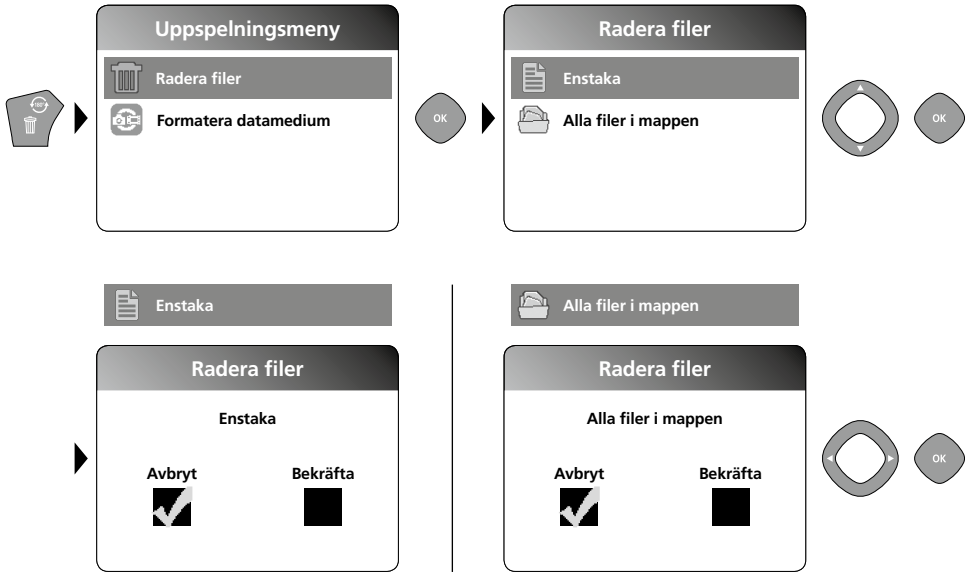 Uppspelningsmeny
Radera filer
Formatera datamedium
180°
OK
Radera filer
Enstaka
Alla filer i mappen
OK
Enstaka
Radera filer
Enstaka
Avbryt Bekräfta
Alla filer i mappen
Radera filer
Alla filer i mappen
Avbryt Bekräfta
OK